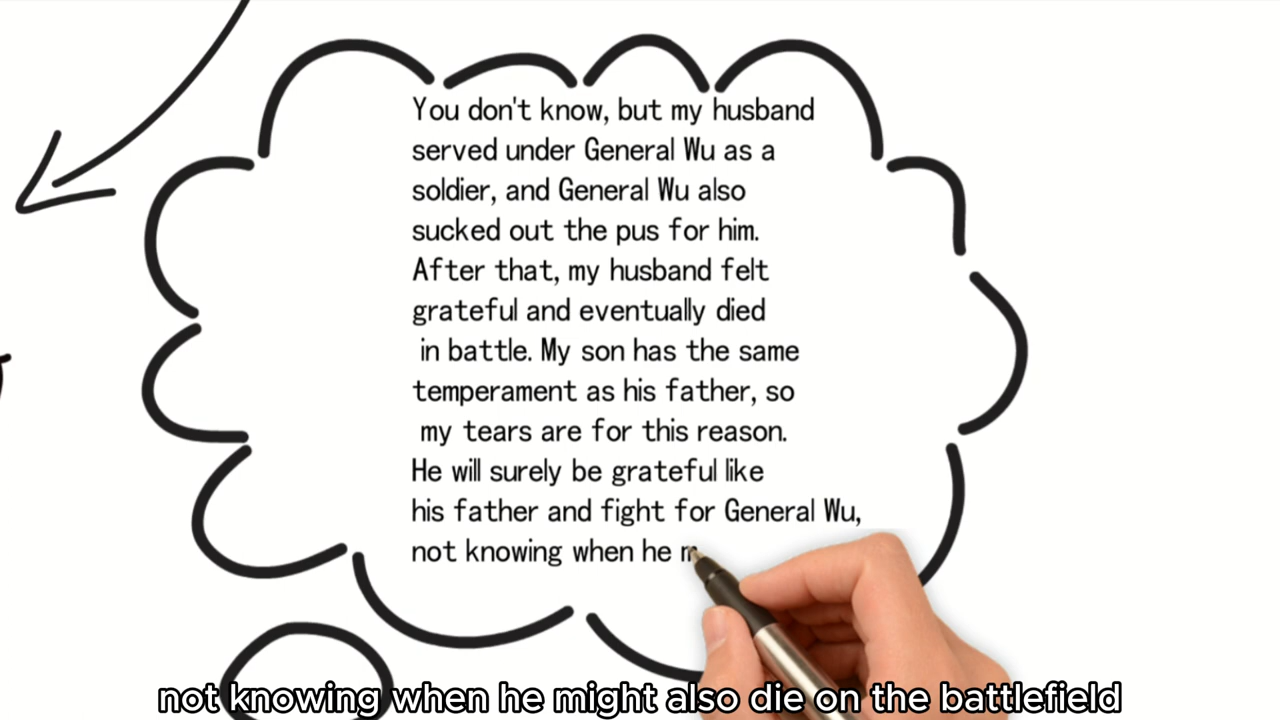 You don't know, but my husband
served under General Wu as a
soldier, and General Wu also
sucked out the pus for him.
After that, my husband felt
grateful and eventually died
in battle. My son has the same
temperament as his father, so
my tears are for this reason.
He will surely be grateful like
his father and fight for General Wu,
not knowing when he
not knowing when he might also die on the battlefield